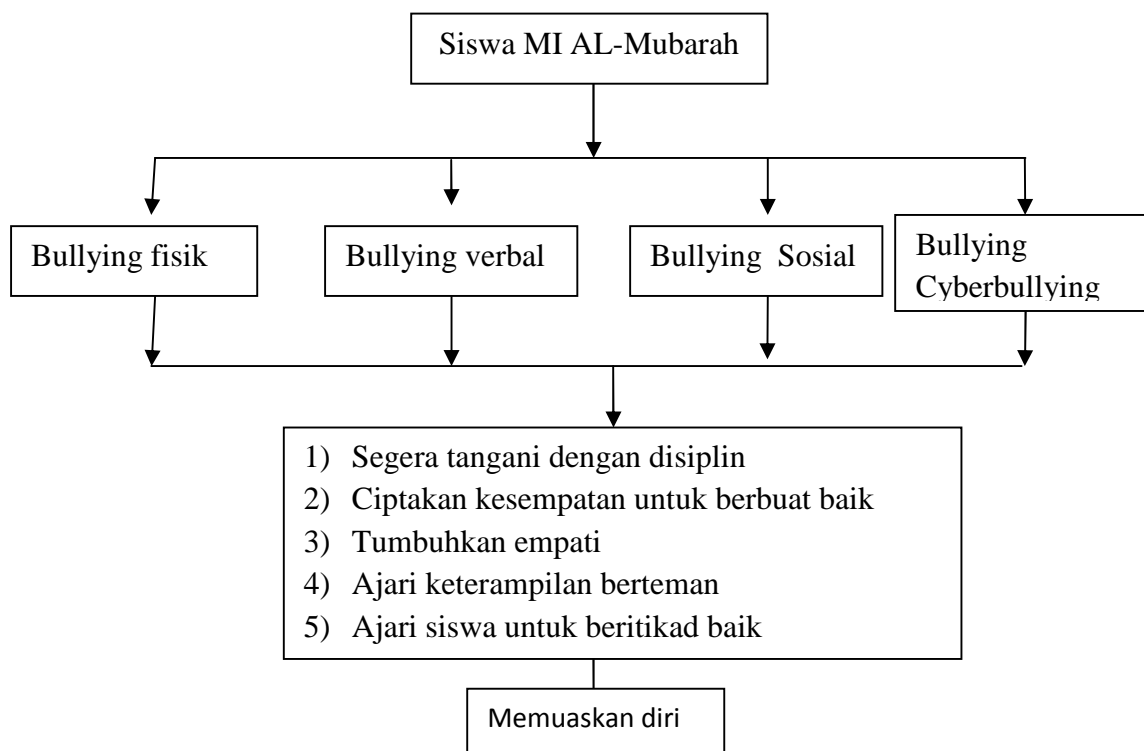 Siswa MI AL-Mubarah
Bullying fisik
Bullying verbal
Bullying Sosial
Bullying
Cyberbullying
1) Segera tangani dengan disiplin
2) Ciptakan kesempatan untuk berbuat baik
3) Tumbuhkan empati
4) Ajari keterampilan berteman
5) Ajari siswa untuk beritikad baik
Memuaskan diri